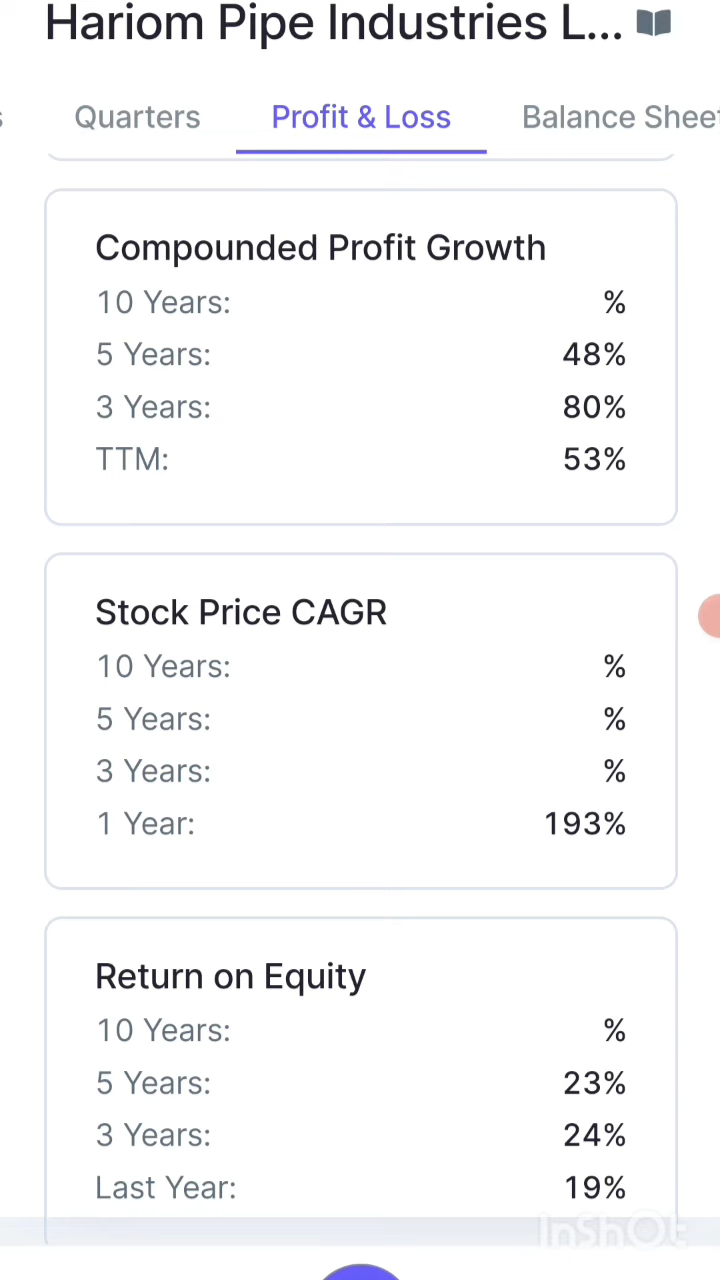 Hariom Pipe Industries L...
s Quarters Profit & Loss Balance Sheet
Compounded Profit Growth
10 Years: %
5 Years: 48%
3 Years: 80%
TTM: 53%
Stock Price CAGR
10 Years: %
5 Years: %
3 Years: %
1 Year: 193%
Return on Equity
10 Years: %
5 Years: 23%
3 Years: 24%
Last Year: 19%
InShOt